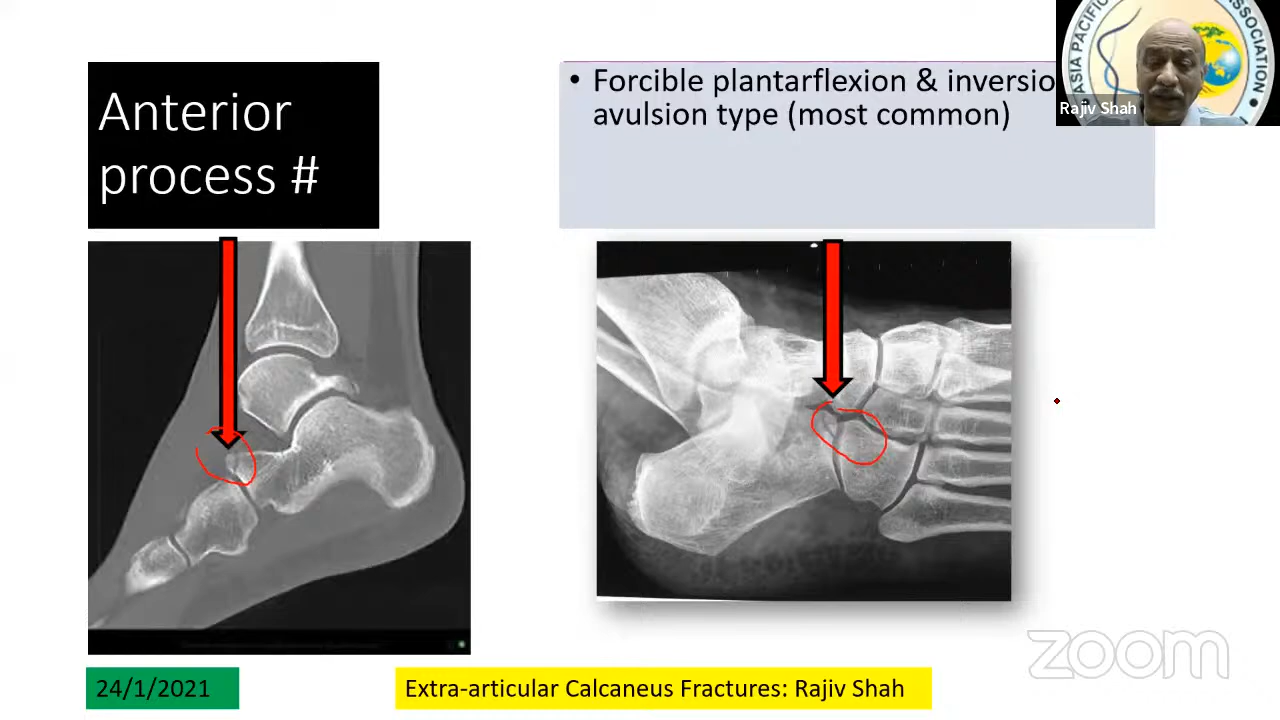 Anterior
process #
• Forcible plantarflexion & inversio
avulsion type (most common)
ASIA PACIFIC
ASSOCIATION
Rajiv Shah
24/1/2021
Extra-articular Calcaneus Fractures: Rajiv Shah
zoom